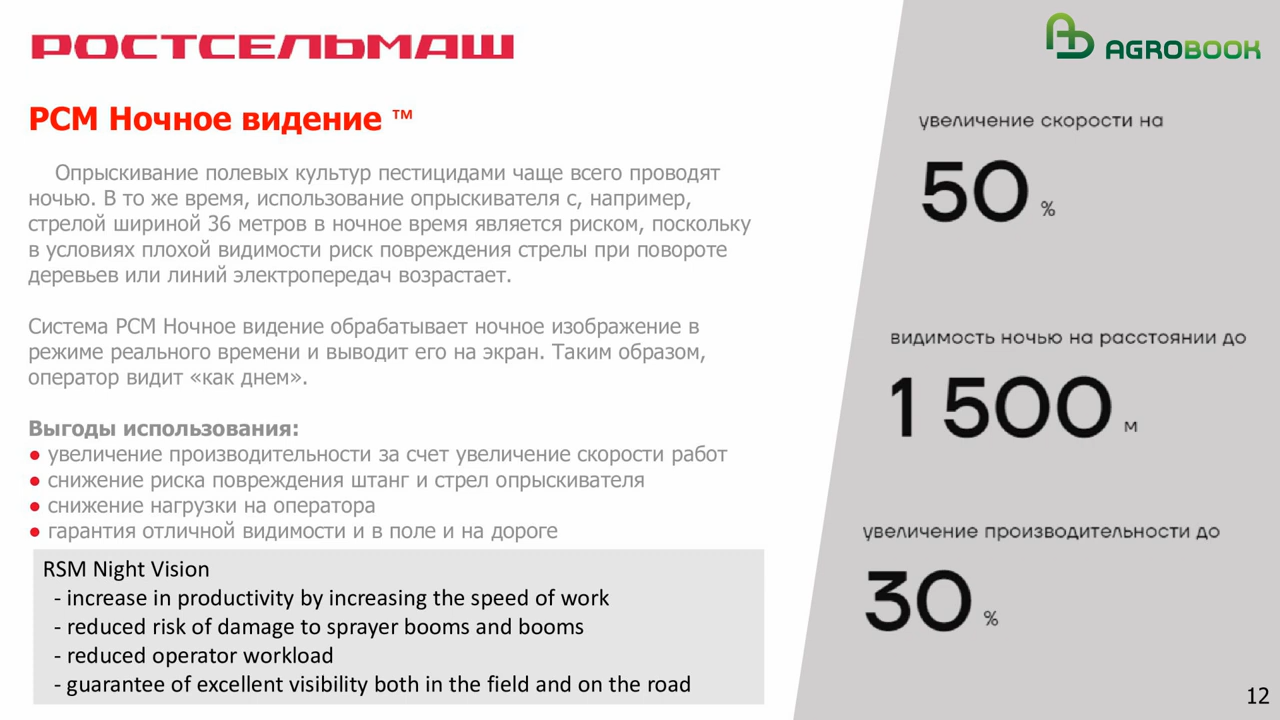 РОСТСЕЛЬМАШ
AGROBOOK
РСМ Ночное видение ™
Опрыскивание полевых культур пестицидами чаще всего проводят
ночью. В то же время, использование опрыскивателя с, например,
стрелой шириной 36 метров в ночное время является риском, поскольку
в условиях плохой видимости риск повреждения стрелы при повороте
деревьев или линий электропередач возрастает.
Система РСМ Ночное видение обрабатывает ночное изображение в
режиме реального времени и выводит его на экран. Таким образом,
оператор видит «как днем».
Выгоды использования:
● увеличение производительности за счет увеличение скорости работ
● снижение риска повреждения штанг и стрел опрыскивателя
● снижение нагрузки на оператора
● гарантия отличной видимости и в поле и на дороге
RSM Night Vision
- increase in productivity by increasing the speed of work
- reduced risk of damage to sprayer booms and booms
- reduced operator workload
- guarantee of excellent visibility both in the field and on the road
увеличение скорости на
50 %
видимость ночью на расстоянии до
1 500 м
увеличение производительности до
30 %
12